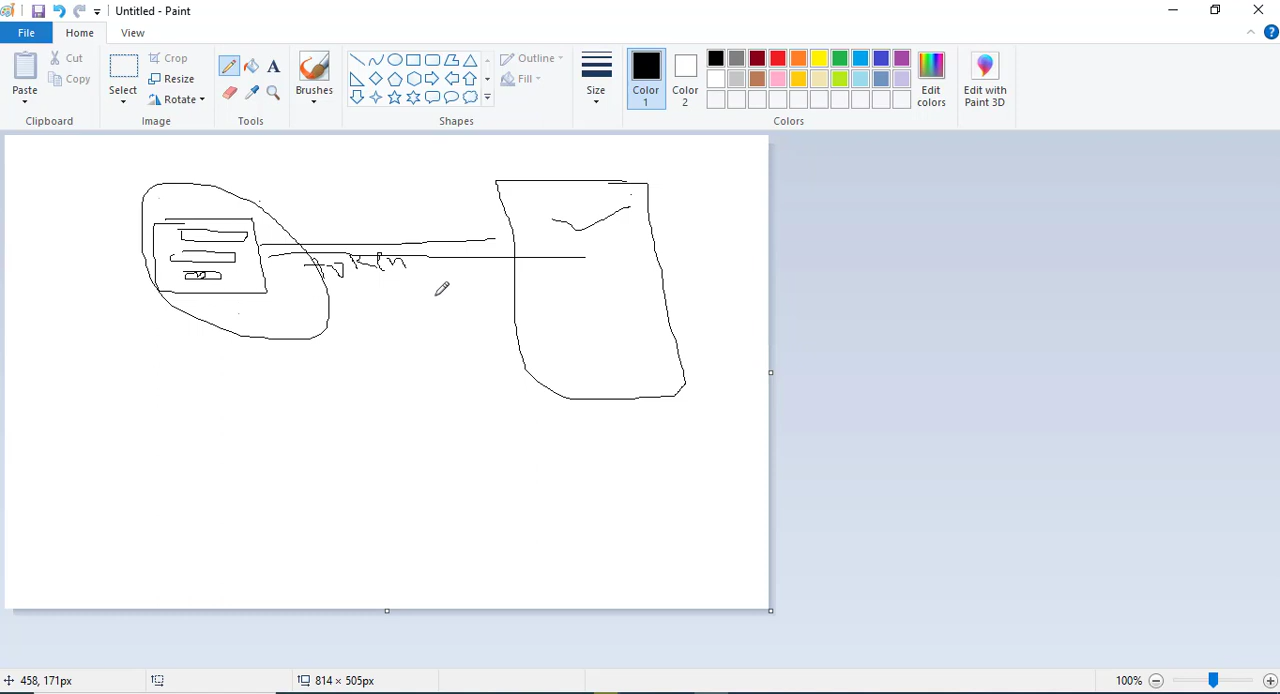 Untitled - Paint
File
Home
View
Paste
Cut
Copy
Clipboard
Select
Crop
Resize
Rotate
Image
A
Tools
Brushes
Outline
Fill
Shapes
Size
Color 1
Color 2
Edit colors
Colors
Edit with Paint 3D
458, 171px
814 × 505px
100%